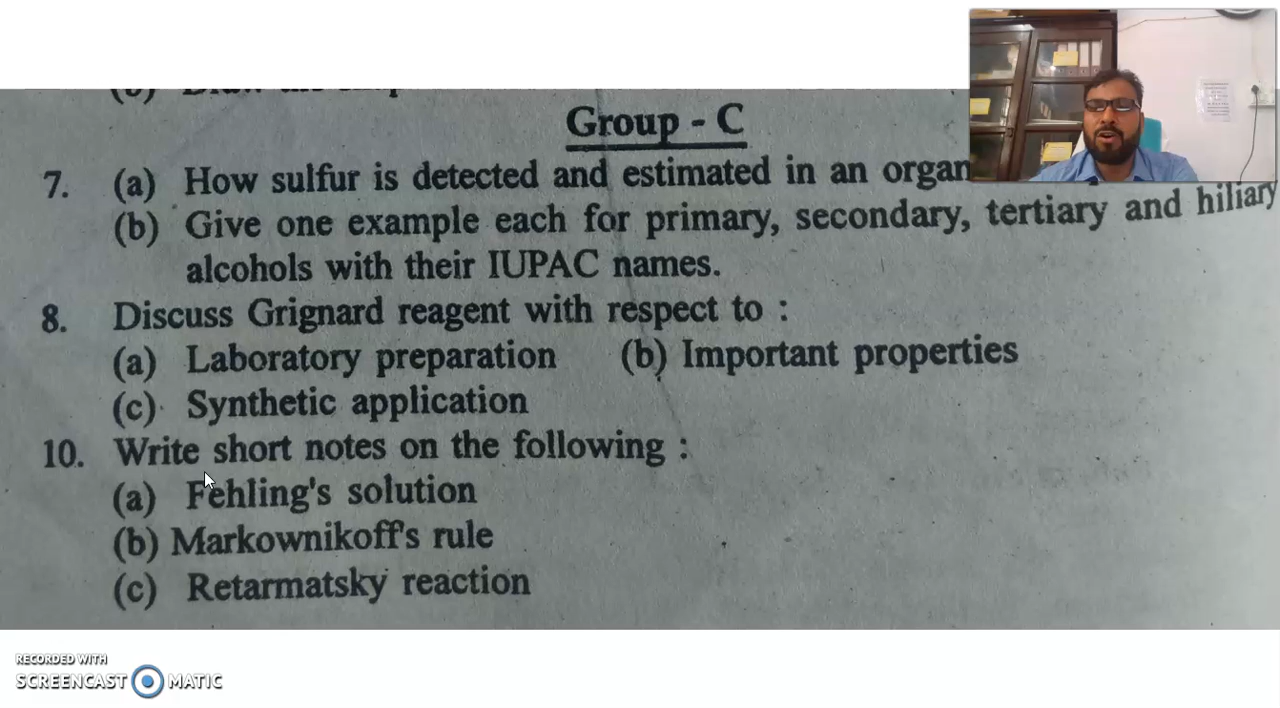 Group - C
7. (a) How sulfur is detected and estimated in an organ
(b) Give one example each for primary, secondary, tertiary and hiliary
alcohols with their IUPAC names.
8. Discuss Grignard reagent with respect to :
(a) Laboratory preparation (b) Important properties
(c) Synthetic application
10. Write short notes on the following :
(a) Fehling's solution
(b) Markownikoff's rule
(c) Retarmatsky reaction
RECORDED WITH
SCREENCAST MATIC